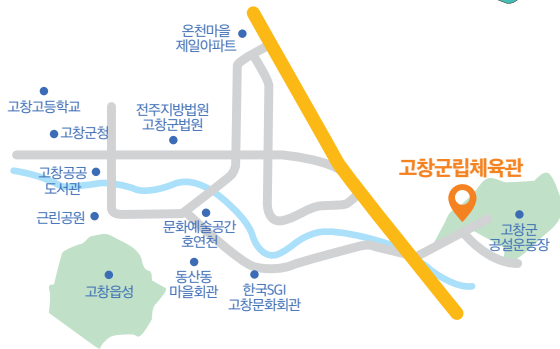 온천마을
제일아파트
고창고등학교
고창군청
전주지방법원
고창군법원
고창군립체육관
고창공공
도서관
근린공원
문화예술공간
호연천
고창군
공설운동장
동산동
마을회관
한국SGI
고창문화회관
고창읍성